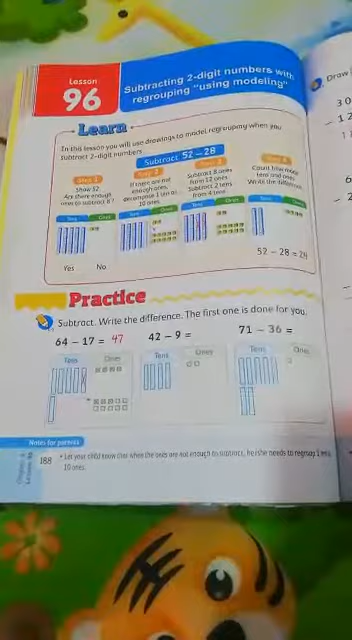 Lesson
96
Subtracting 2-digit numbers with
regrouping "using modeling"
Learn
In this lesson you will use drawings to model regrouping when you
subtract 2-digit numbers
Subtract 52 – 28
Step 1
Show 52.
Are there enough
ones to subtract 8?
Tens Ones
Yes No
Step 2
If there are not
enough ones,
decompose 1 ten to
10 ones.
Tens Ones
Step 3
Subtract 8 ones
from 12 ones.
Subtract 2 tens
from 4 tens.
Tens Ones
Step 4
Count how many
tens and ones.
Write the difference.
Tens Ones
52 – 28 = 24
Practice
Subtract. Write the difference. The first one is done for you.
64 – 17 = 47
Tens Ones
42 – 9 =
Tens Ones
71 – 36 =
Tens Ones
Notes for parents
188
• Let your child know that when the ones are not enough to subtract, he/she needs to regroup 1 ten
10 ones.
Draw
3 0
– 1 2
6
– 2